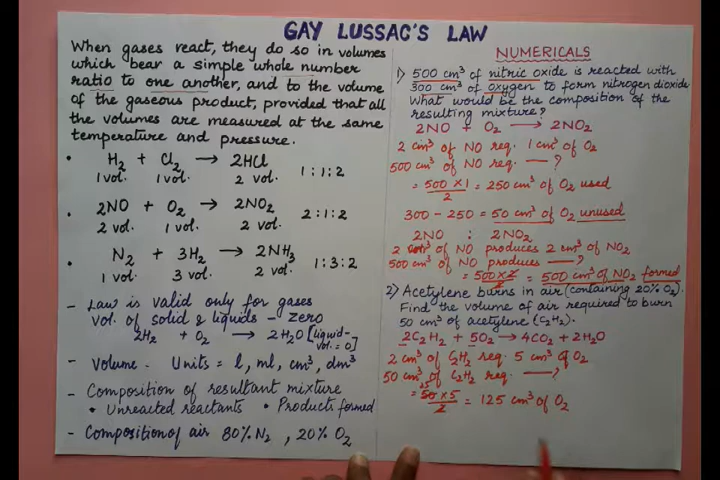 GAY LUSSAC'S LAW
When gases react, they do so in volumes
which bear a simple whole number
ratio to one another, and to the volume
of the gaseous product, provided that all
the volumes are measured at the same
temperature and pressure.
• H₂ + Cl₂ → 2HCl
1 vol. 1 vol. 2 vol. 1:1:2
• 2NO + O₂ → 2NO₂
2 vol. 1 vol. 2 vol. 2:1:2
• N₂ + 3H₂ → 2NH₃
1 vol. 3 vol. 2 vol. 1:3:2
- Law is valid only for gases
Vol. of solid & liquids - zero
2H₂ + O₂ → 2H₂O [liquid-
vol. = 0]
- Volume - Units = l, ml, cm³, dm³
- Composition of resultant mixture
• Unreacted reactants • Products formed
- Composition of air 80% N₂, 20% O₂
NUMERICALS
1) 500 cm³ of nitric oxide is reacted with
300 cm³ of oxygen to form nitrogen dioxide
What would be the composition of the
resulting mixture?
2NO + O₂ → 2NO₂
2 cm³ of NO req. 1 cm³ of O₂
500 cm³ of NO req. — ?
= 500 × 1 / 2 = 250 cm³ of O₂ used
300 - 250 = 50 cm³ of O₂ unused
2NO : 2NO₂
2 cm³ of NO produces 2 cm³ of NO₂
500 cm³ of NO produces — ?
= 500 × 2 / 2 = 500 cm³ of NO₂ formed
2) Acetylene burns in air (containing 20% O₂).
Find the volume of air required to burn
50 cm³ of acetylene (C₂H₂).
2C₂H₂ + 5O₂ → 4CO₂ + 2H₂O
2 cm³ of C₂H₂ req. 5 cm³ of O₂
50 cm³ of C₂H₂ req. — ?
25
= 50 × 5 / 2 = 125 cm³ of O₂